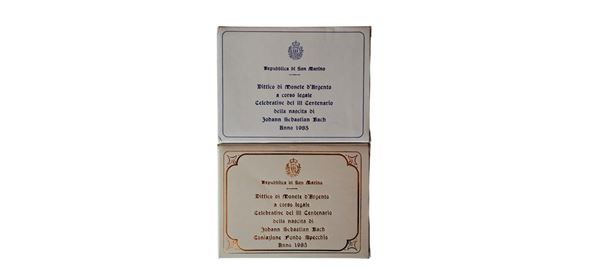 Repubblica di San Marino
Dittico di Monete d'Argento
a corso legale
Celebrative del III Centenario
della nascita di
Johann Sebastian Bach
Anno 1985
Repubblica di San Marino
Dittico di Monete d'Argento
a corso legale
Celebrative del III Centenario
della nascita di
Johann Sebastian Bach
Coniazione Fondo Specchio
Anno 1985